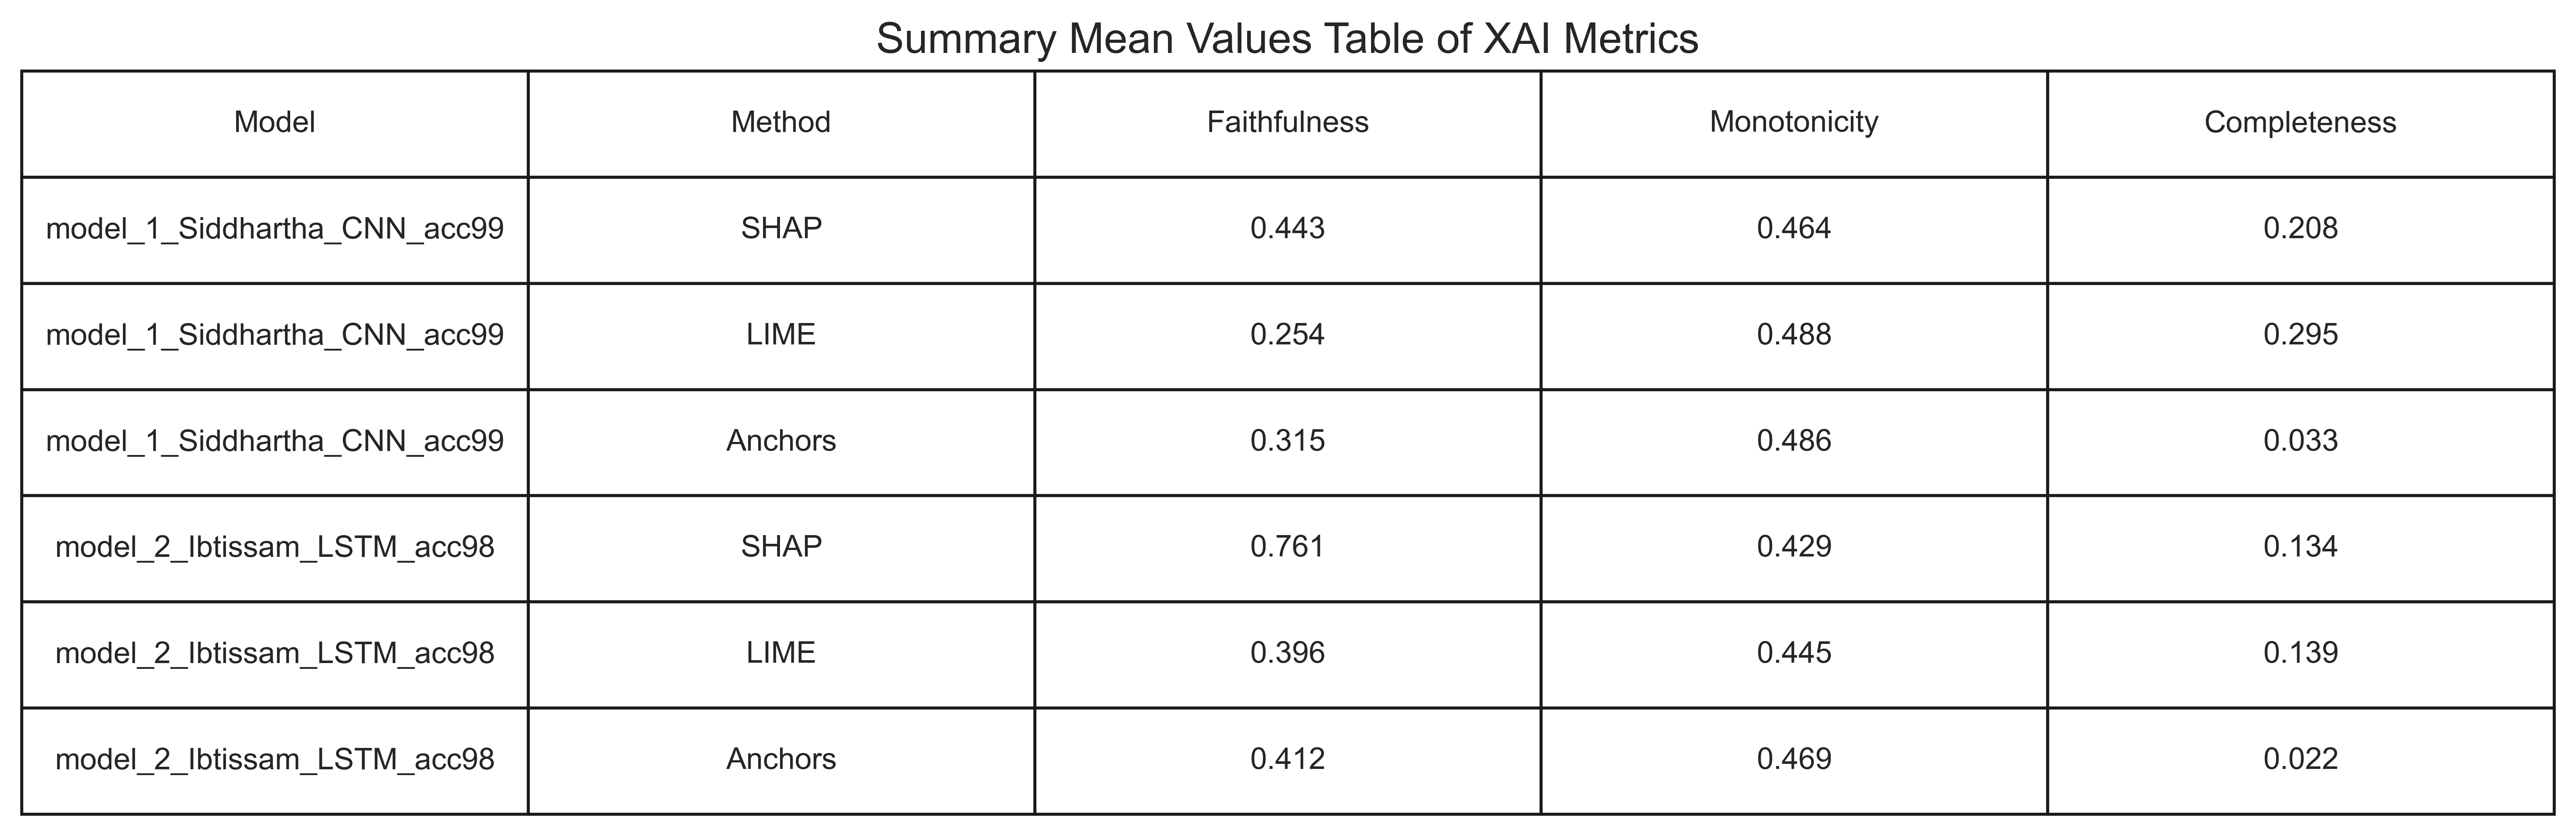 Summary Mean Values Table of XAI Metrics
Model Method Faithfulness Monotonicity Completeness
model_1_Siddhartha_CNN_acc99 SHAP 0.443 0.464 0.208
model_1_Siddhartha_CNN_acc99 LIME 0.254 0.488 0.295
model_1_Siddhartha_CNN_acc99 Anchors 0.315 0.486 0.033
model_2_Ibtissam_LSTM_acc98 SHAP 0.761 0.429 0.134
model_2_Ibtissam_LSTM_acc98 LIME 0.396 0.445 0.139
model_2_Ibtissam_LSTM_acc98 Anchors 0.412 0.469 0.022